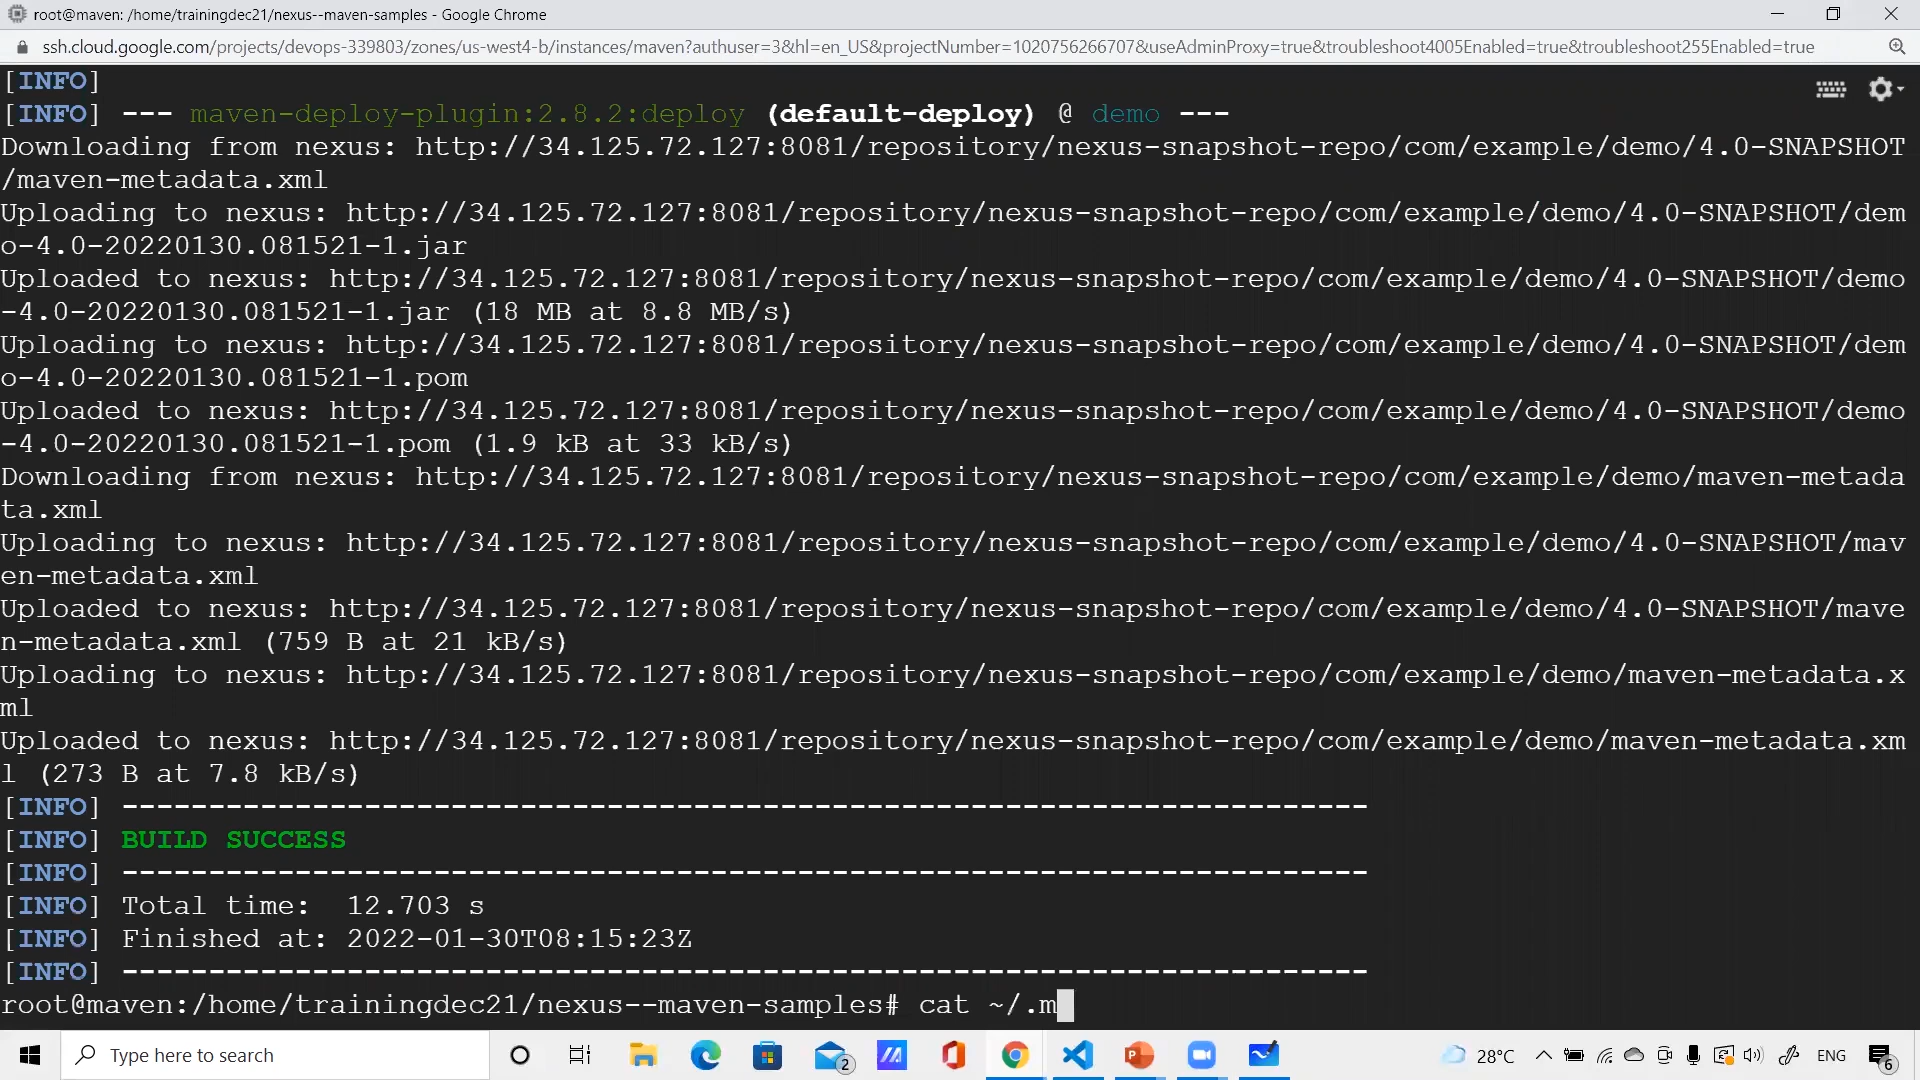 root@maven: /home/trainingdec21/nexus--maven-samples - Google Chrome
ssh.cloud.google.com/projects/devops-339803/zones/us-west4-b/instances/maven?authuser=3&hl=en_US&projectNumber=1020756266707&useAdminProxy=true&troubleshoot4005Enabled=true&troubleshoot255Enabled=true
[INFO]
[INFO] --- maven-deploy-plugin:2.8.2:deploy (default-deploy) @ demo ---
Downloading from nexus: http://34.125.72.127:8081/repository/nexus-snapshot-repo/com/example/demo/4.0-SNAPSHOT
/maven-metadata.xml
Uploading to nexus: http://34.125.72.127:8081/repository/nexus-snapshot-repo/com/example/demo/4.0-SNAPSHOT/dem
o-4.0-20220130.081521-1.jar
Uploaded to nexus: http://34.125.72.127:8081/repository/nexus-snapshot-repo/com/example/demo/4.0-SNAPSHOT/demo
-4.0-20220130.081521-1.jar (18 MB at 8.8 MB/s)
Uploading to nexus: http://34.125.72.127:8081/repository/nexus-snapshot-repo/com/example/demo/4.0-SNAPSHOT/dem
o-4.0-20220130.081521-1.pom
Uploaded to nexus: http://34.125.72.127:8081/repository/nexus-snapshot-repo/com/example/demo/4.0-SNAPSHOT/demo
-4.0-20220130.081521-1.pom (1.9 kB at 33 kB/s)
Downloading from nexus: http://34.125.72.127:8081/repository/nexus-snapshot-repo/com/example/demo/maven-metada
ta.xml
Uploading to nexus: http://34.125.72.127:8081/repository/nexus-snapshot-repo/com/example/demo/4.0-SNAPSHOT/mav
en-metadata.xml
Uploaded to nexus: http://34.125.72.127:8081/repository/nexus-snapshot-repo/com/example/demo/4.0-SNAPSHOT/mave
n-metadata.xml (759 B at 21 kB/s)
Uploading to nexus: http://34.125.72.127:8081/repository/nexus-snapshot-repo/com/example/demo/maven-metadata.x
ml
Uploaded to nexus: http://34.125.72.127:8081/repository/nexus-snapshot-repo/com/example/demo/maven-metadata.xm
l (273 B at 7.8 kB/s)
[INFO] ------------------------------------------------------------------------
[INFO] BUILD SUCCESS
[INFO] ------------------------------------------------------------------------
[INFO] Total time:  12.703 s
[INFO] Finished at: 2022-01-30T08:15:23Z
[INFO] ------------------------------------------------------------------------
root@maven:/home/trainingdec21/nexus--maven-samples# cat ~/.m
Type here to search
2
28°C
ENG
6